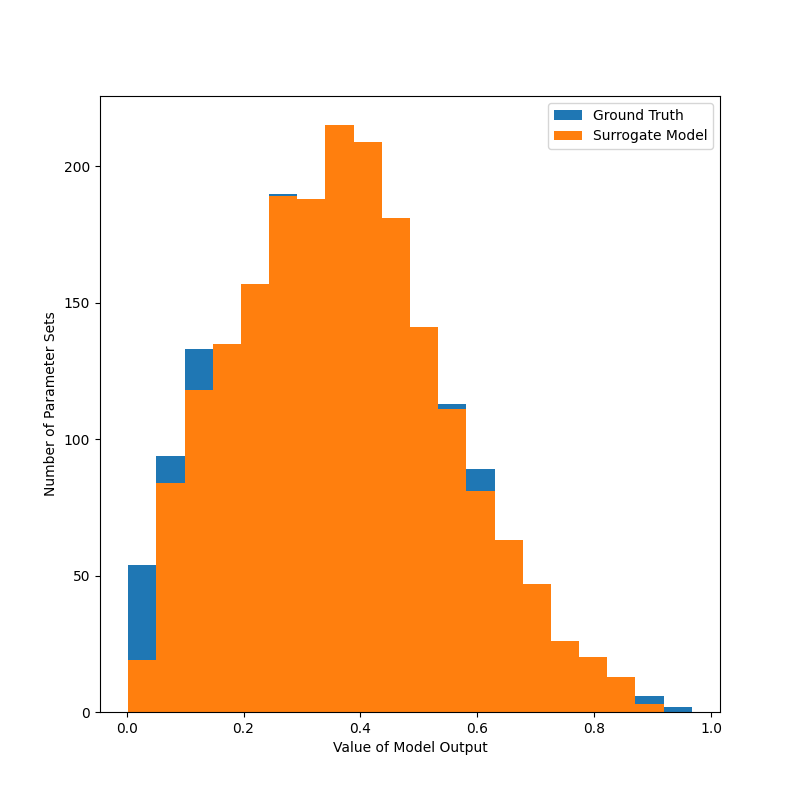 Ground Truth
Surrogate Model
200
150
100
50
0
0.0 0.2 0.4 0.6 0.8 1.0
Number of Parameter Sets
Value of Model Output